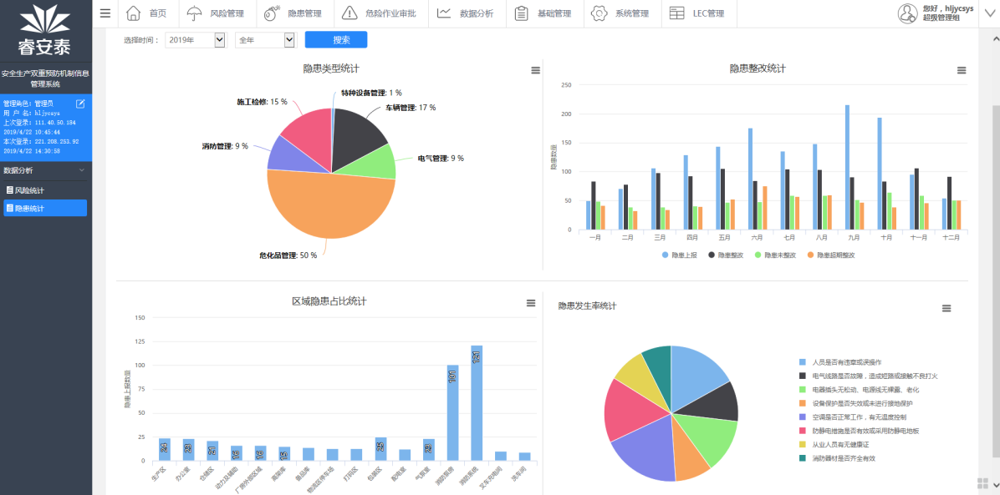 睿安泰
安全生产双重预防机制信息
管理系统
管理角色: 管理员
用 户 名: hljycsys
上次登录: 111.40.50.184
2019/4/22 10:45:44
本次登录: 221.208.253.92
2019/4/22 14:30:58
数据分析
风险统计
隐患统计
首页
风险管理
隐患管理
危险作业审批
数据分析
基础管理
系统管理
LEC管理
您好，hljycsys
超级管理组
选择时间：
2019年
全年
搜索
隐患类型统计
特种设备管理: 1 %
车辆管理: 17 %
电气管理: 9 %
危化品管理: 50 %
消防管理: 9 %
施工检修: 15 %
隐患整改统计
隐患数量
250
200
150
100
50
0
一月
二月
三月
四月
五月
六月
七月
八月
九月
十月
十一月
十二月
隐患上报
隐患整改
隐患未整改
隐患超期整改
区域隐患占比统计
隐患上报数量
150
125
100
75
50
25
0
101
121
生产区
办公室
仓储区
动力及辅助
厂房外部区域
高架库
备品库
物流区停车场
打码区
包装区
配电室
气泵室
消防泵房
消防系统
叉车充电间
洗车间
隐患发生率统计
人员是否有违章或误操作
电气线路是否故障，造成短路或接触不良打火
电器插头无松动、电源线无裸露、老化
设备保护是否失效或未进行接地保护
空调是否正常工作，有无温度控制
防静电措施是否有效或采用防静电地板
从业人员有无健康证
消防器材是否齐全有效